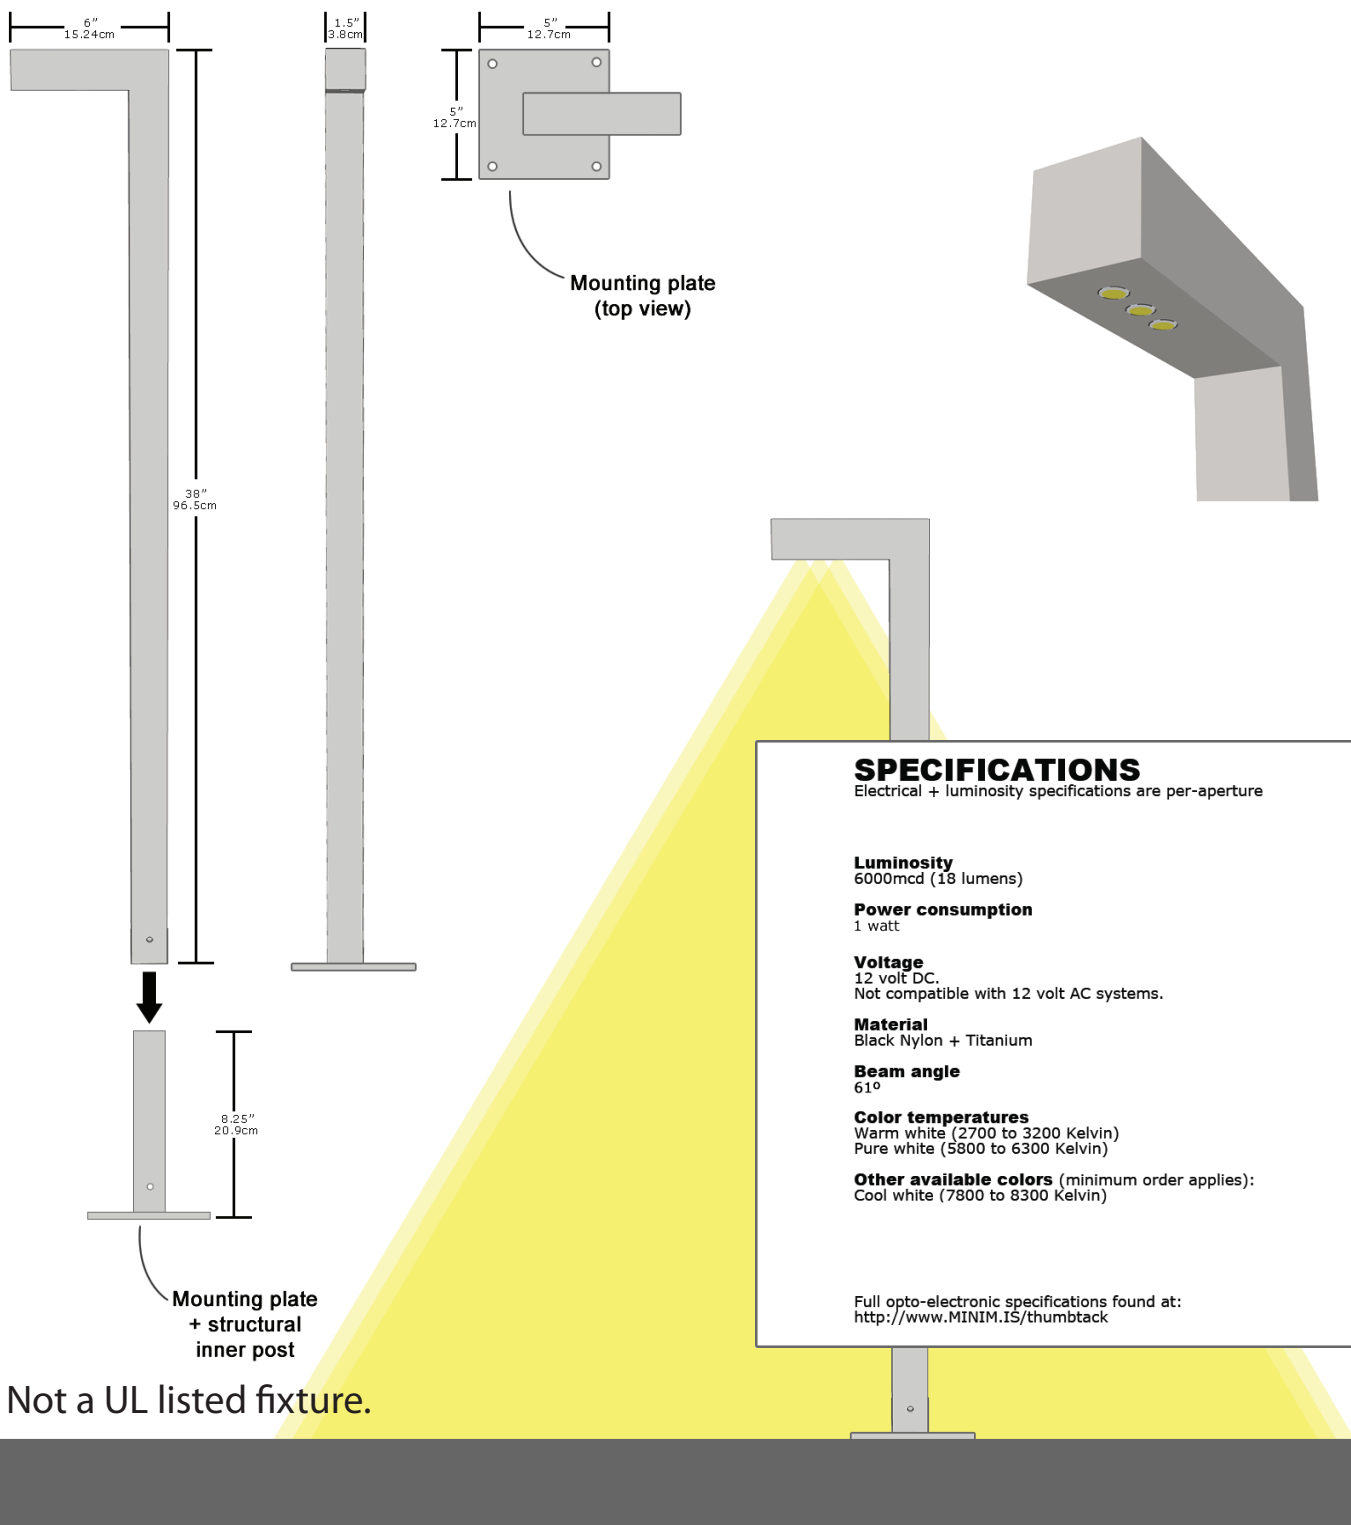 6”
15.24cm
1.5”
3.8cm
5”
12.7cm
5”
12.7cm
Mounting plate
(top view)
38”
96.5cm
SPECIFICATIONS
Electrical + luminosity specifications are per-aperture
Luminosity
6000mcd (18 lumens)
Power consumption
1 watt
Voltage
12 volt DC.
Not compatible with 12 volt AC systems.
Material
Black Nylon + Titanium
Beam angle
61º
Color temperatures
Warm white (2700 to 3200 Kelvin)
Pure white (5800 to 6300 Kelvin)
Other available colors (minimum order applies):
Cool white (7800 to 8300 Kelvin)
Full opto-electronic specifications found at:
http://www.MINIM.IS/thumbtack
8.25”
20.9cm
Mounting plate
+ structural
inner post
Not a UL listed fixture.